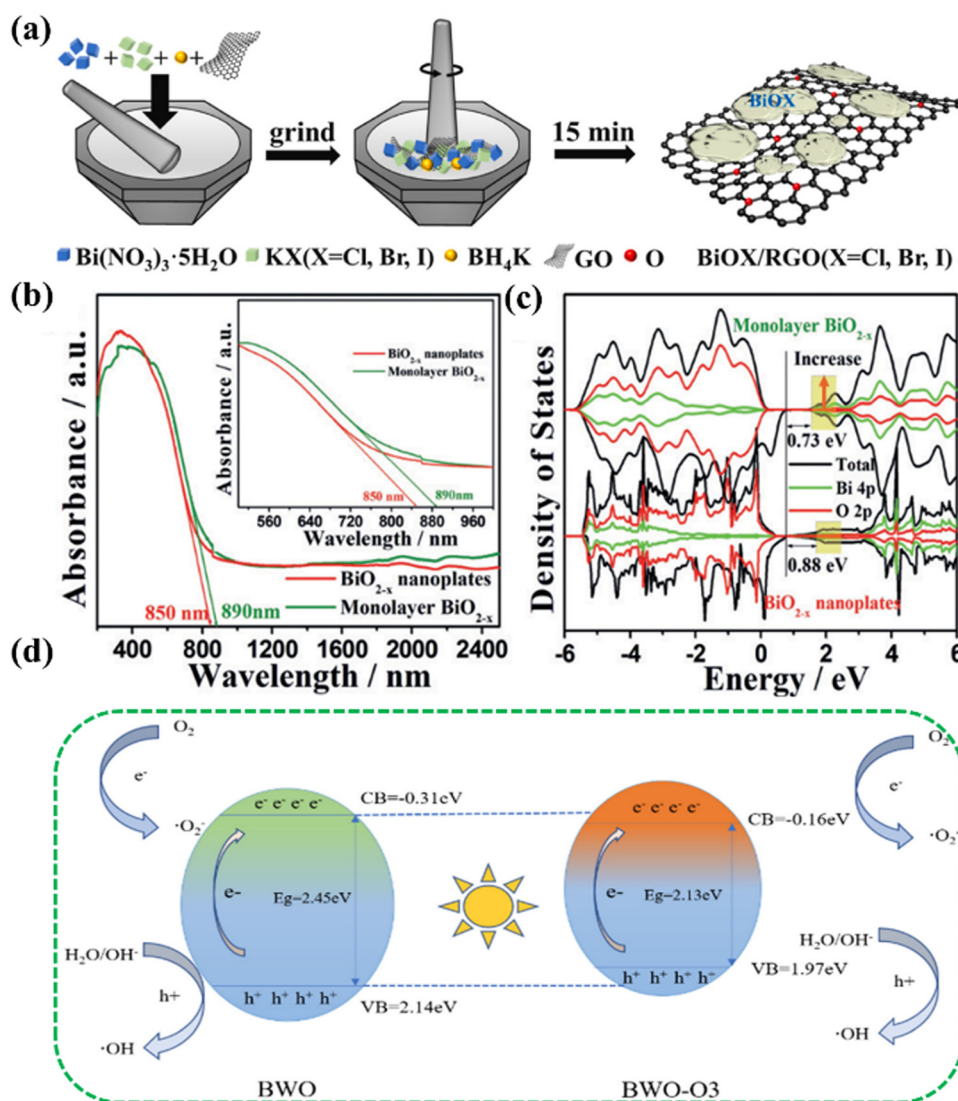 (a)
+ + +
grind
15 min
BiOX
Bi(NO₃)₃·5H₂O KX(X=Cl, Br, I) BH₄K GO O BiOX/RGO(X=Cl, Br, I)
(b)
Absorbance / a.u.
Absorbance / a.u.
BiO₂₋ₓ nanoplates
Monolayer BiO₂₋ₓ
850 nm
890nm
560 640 720 800 880 960
Wavelength / nm
850 nm
890nm
BiO₂₋ₓ nanoplates
Monolayer BiO₂₋ₓ
400 800 1200 1600 2000 2400
Wavelength / nm
(c)
Density of States
Monolayer BiO₂₋ₓ
Increase
0.73 eV
Total
Bi 4p
O 2p
0.88 eV
BiO₂₋ₓ nanoplates
-6 -4 -2 0 2 4 6
Energy / eV
(d)
O₂
e⁻
·O₂⁻
H₂O/OH⁻
h+
·OH
e⁻ e⁻ e⁻ e⁻
CB=-0.31eV
e-
Eg=2.45eV
h⁺ h⁺ h⁺ h⁺
VB=2.14eV
BWO
e⁻ e⁻ e⁻ e⁻
CB=-0.16eV
e-
Eg=2.13eV
h⁺ h⁺ h⁺ h⁺
VB=1.97eV
BWO-O3
O₂
e⁻
·O₂⁻
H₂O/OH⁻
h+
·OH